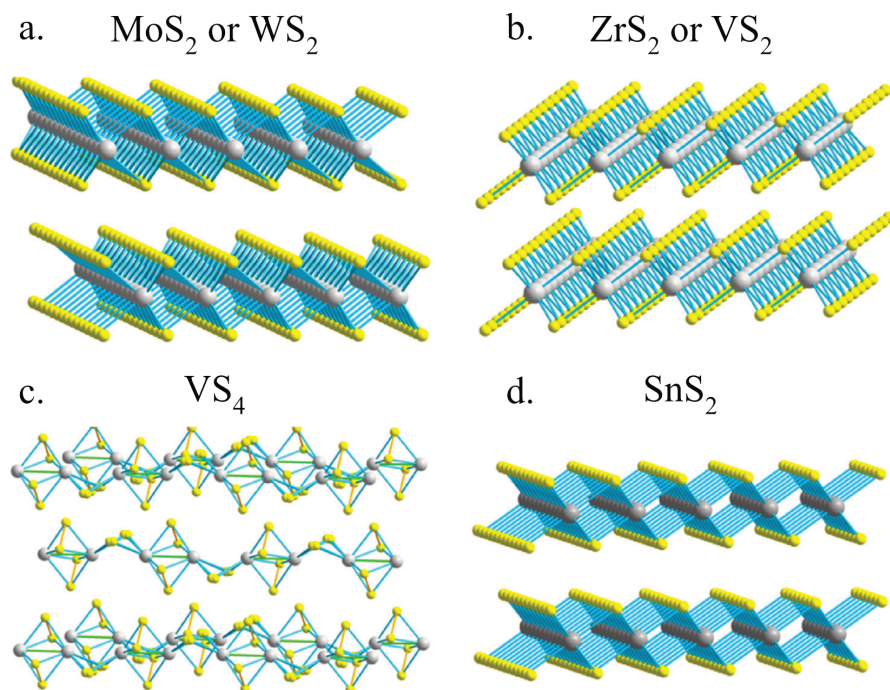 a. MoS₂ or WS₂
b. ZrS₂ or VS₂
c. VS₄
d. SnS₂